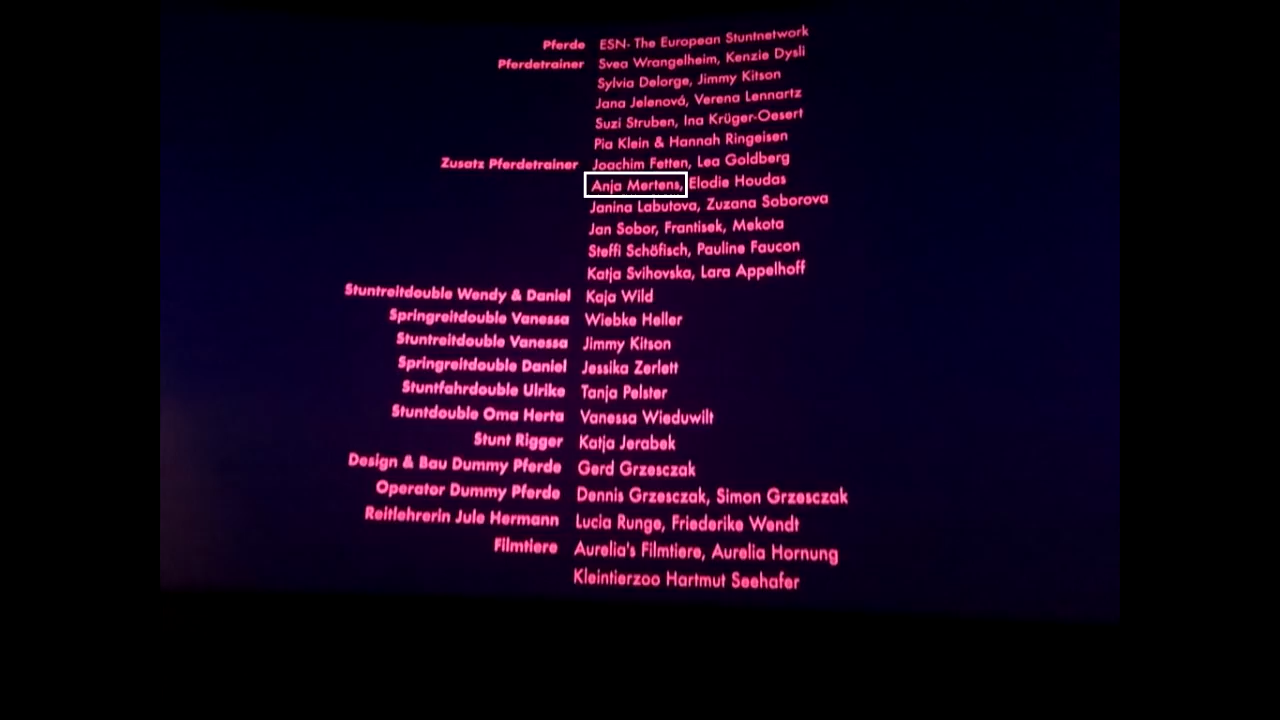 Pferde ESN- The European Stuntnetwork
Pferdetrainer Svea Wrangelheim, Kenzie Dysli
Sylvia Delorge, Jimmy Kitson
Jana Jelenová, Verena Lennartz
Suzi Struben, Ina Krüger-Oesert
Pia Klein & Hannah Ringeisen
Zusatz Pferdetrainer Joachim Fetten, Lea Goldberg
Anja Mertens, Elodie Houdas
Janina Labutova, Zuzana Soborova
Jan Sobor, Frantisek, Mekota
Steffi Schöfisch, Pauline Faucon
Katja Svihovska, Lara Appelhoff
Stuntreitdouble Wendy & Daniel Kaja Wild
Springreitdouble Vanessa Wiebke Heller
Stuntreitdouble Vanessa Jimmy Kitson
Springreitdouble Daniel Jessika Zerlett
Stuntfahrdouble Ulrike Tanja Pelster
Stuntdouble Oma Herta Vanessa Wieduwilt
Stunt Rigger Katja Jerabek
Design & Bau Dummy Pferde Gerd Grzesczak
Operator Dummy Pferde Dennis Grzesczak, Simon Grzesczak
Reitlehrerin Jule Hermann Lucia Runge, Friederike Wendt
Filmtiere Aurelia's Filmtiere, Aurelia Hornung
Kleintierzoo Hartmut Seehafer